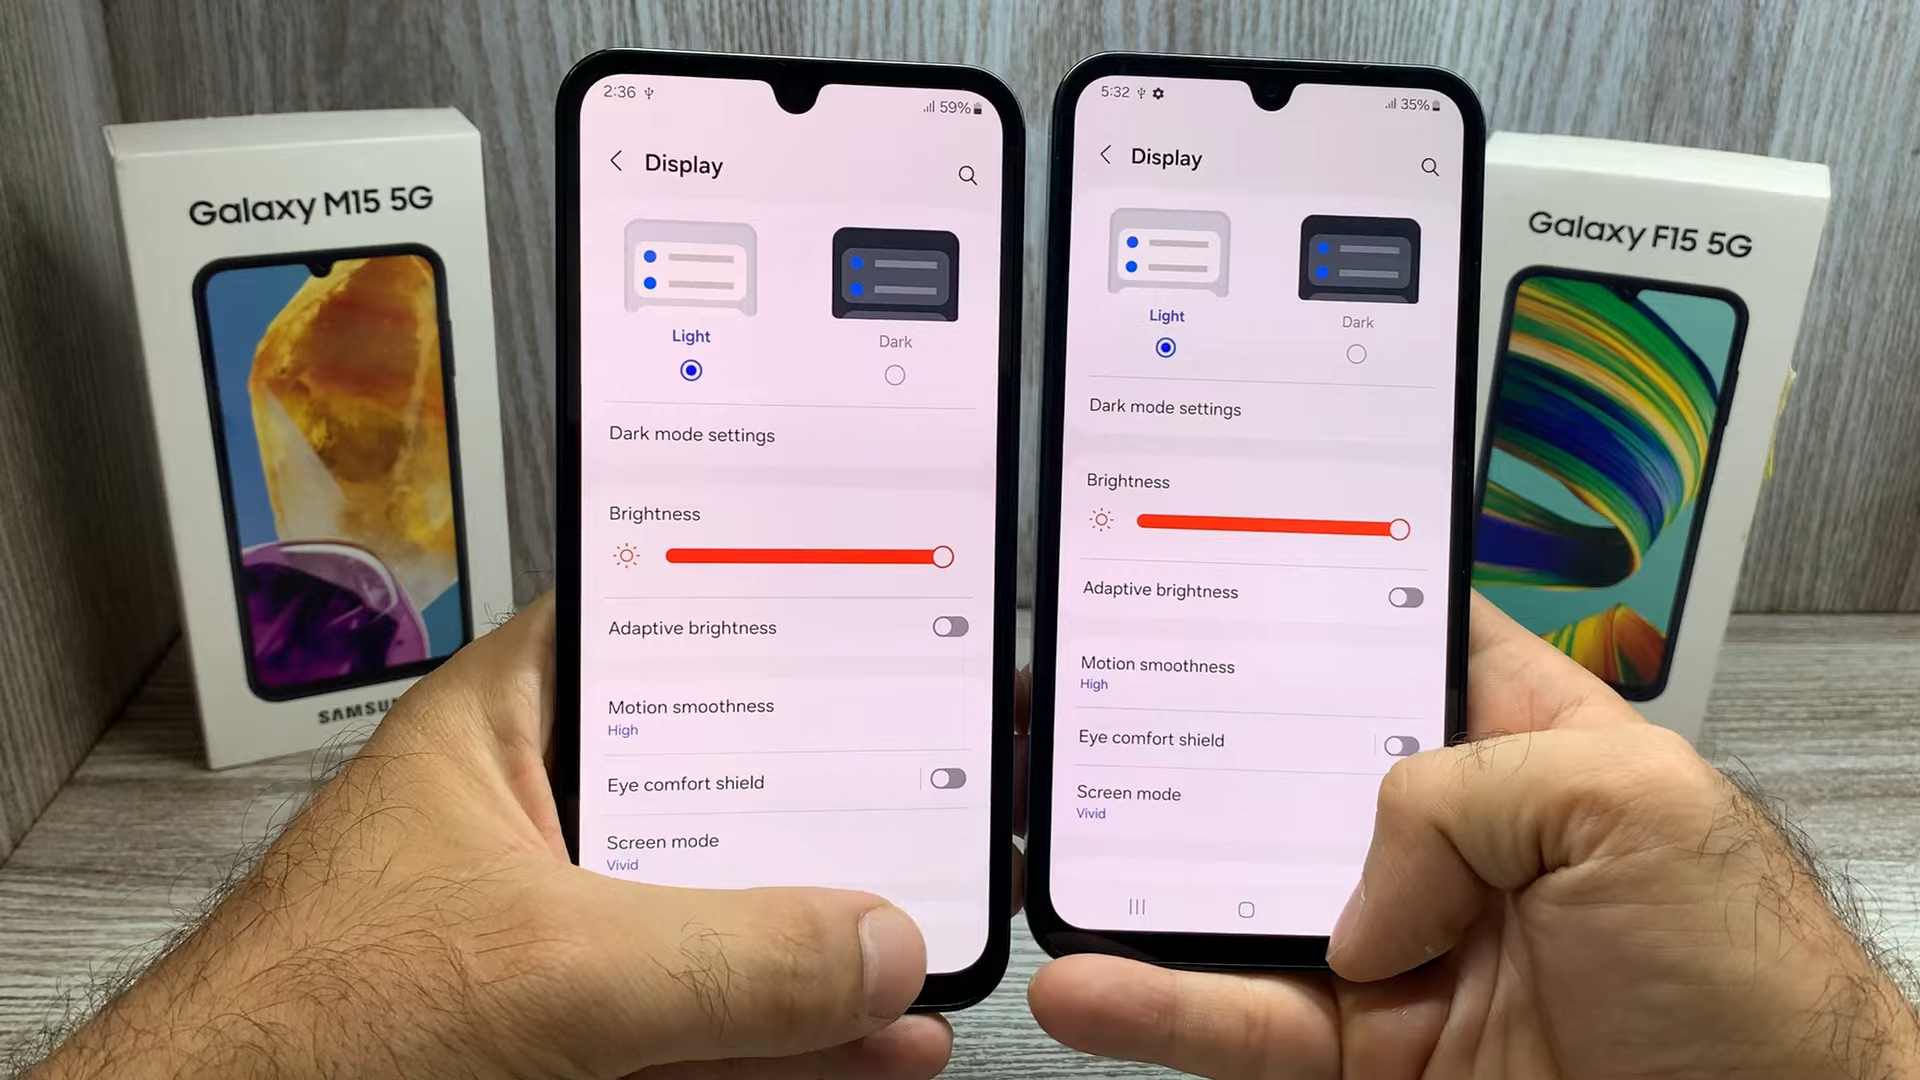 Galaxy M15 5G
2:36
59%
Display
Light
Dark
Dark mode settings
Brightness
Adaptive brightness
Motion smoothness
High
Eye comfort shield
Screen mode
Vivid
5:32
35%
Display
Light
Dark
Dark mode settings
Brightness
Adaptive brightness
Motion smoothness
High
Eye comfort shield
Screen mode
Vivid
Galaxy F15 5G